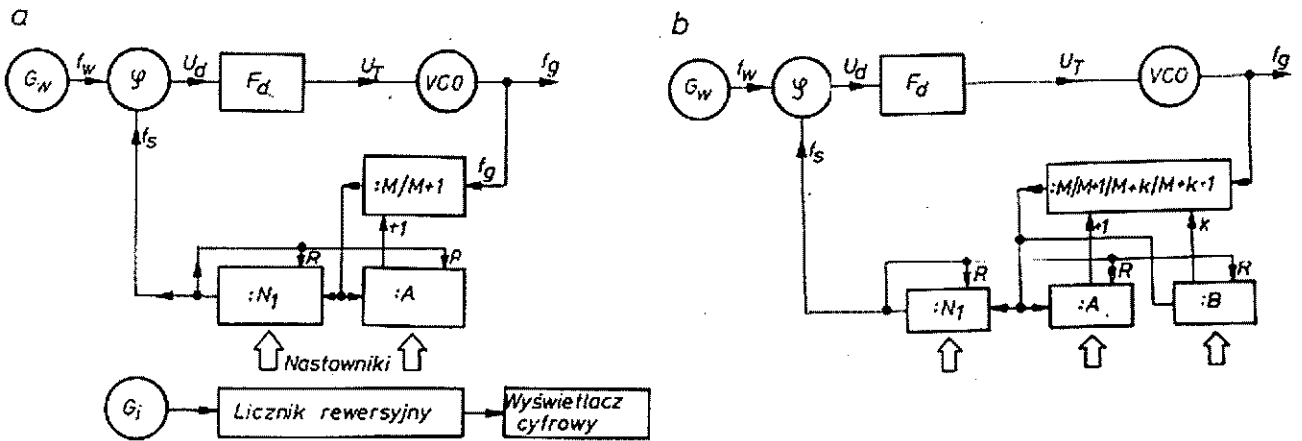 a
G_w f_w φ U_d F_d U_T VCO f_g
f_s
f_g
:M/M+1
+1
R R
:N_1 :A
Nastowniki
G_i Licznik rewersyjny Wyświetlacz cyfrowy
b
G_w f_w φ U_d F_d U_T VCO f_g
f_s
:M/M+1/M+k/M+k+1
+1 k
R R R
:N_1 :A :B